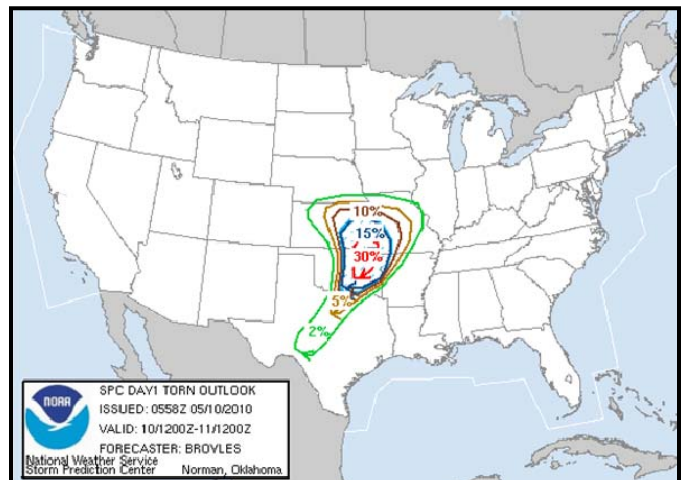 10%
15%
30%
5%
2%
NOAA
SPC DAY1 TORN OUTLOOK
ISSUED: 0558Z 05/10/2010
VALID: 10/1200Z-11/1200Z
FORECASTER: BROYLES
National Weather Service
Storm Prediction Center Norman, Oklahoma